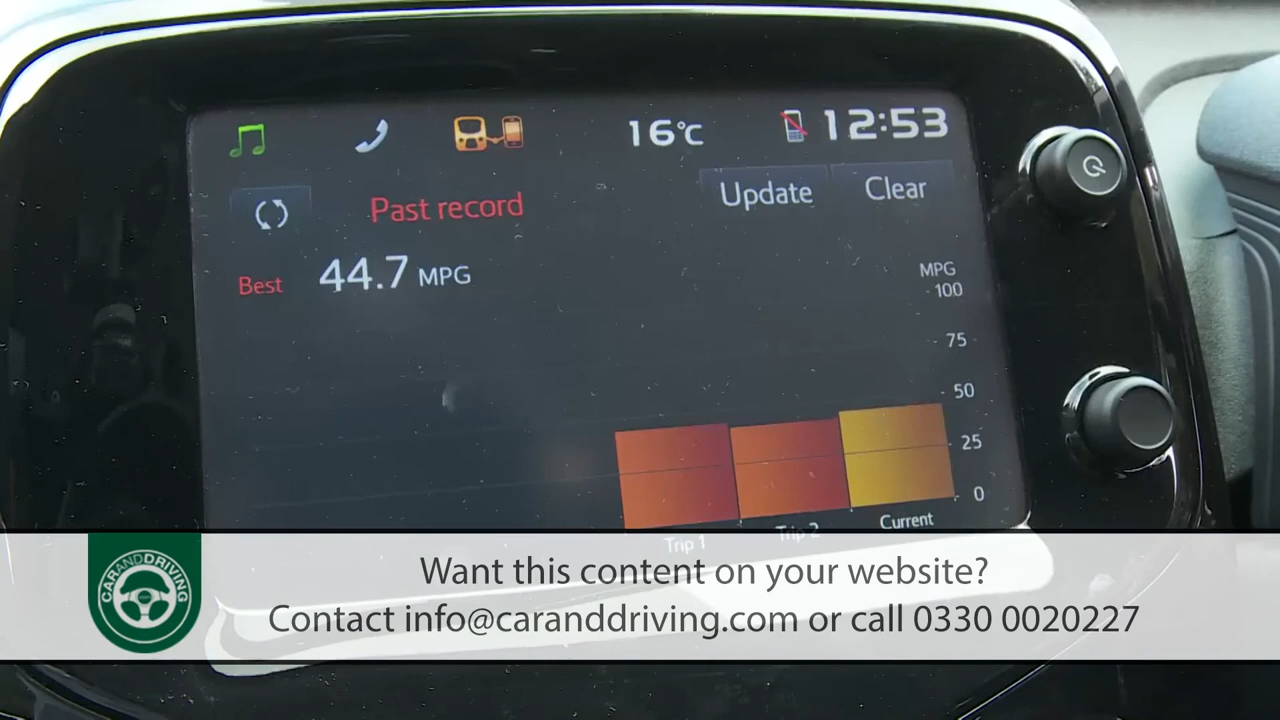 16°C
12:53
Past record
Update
Clear
Best 44.7 MPG
MPG
100
75
50
25
0
Trip 1
Trip 2
Current
CARANDDRIVING
Want this content on your website?
Contact info@caranddriving.com or call 0330 0020227